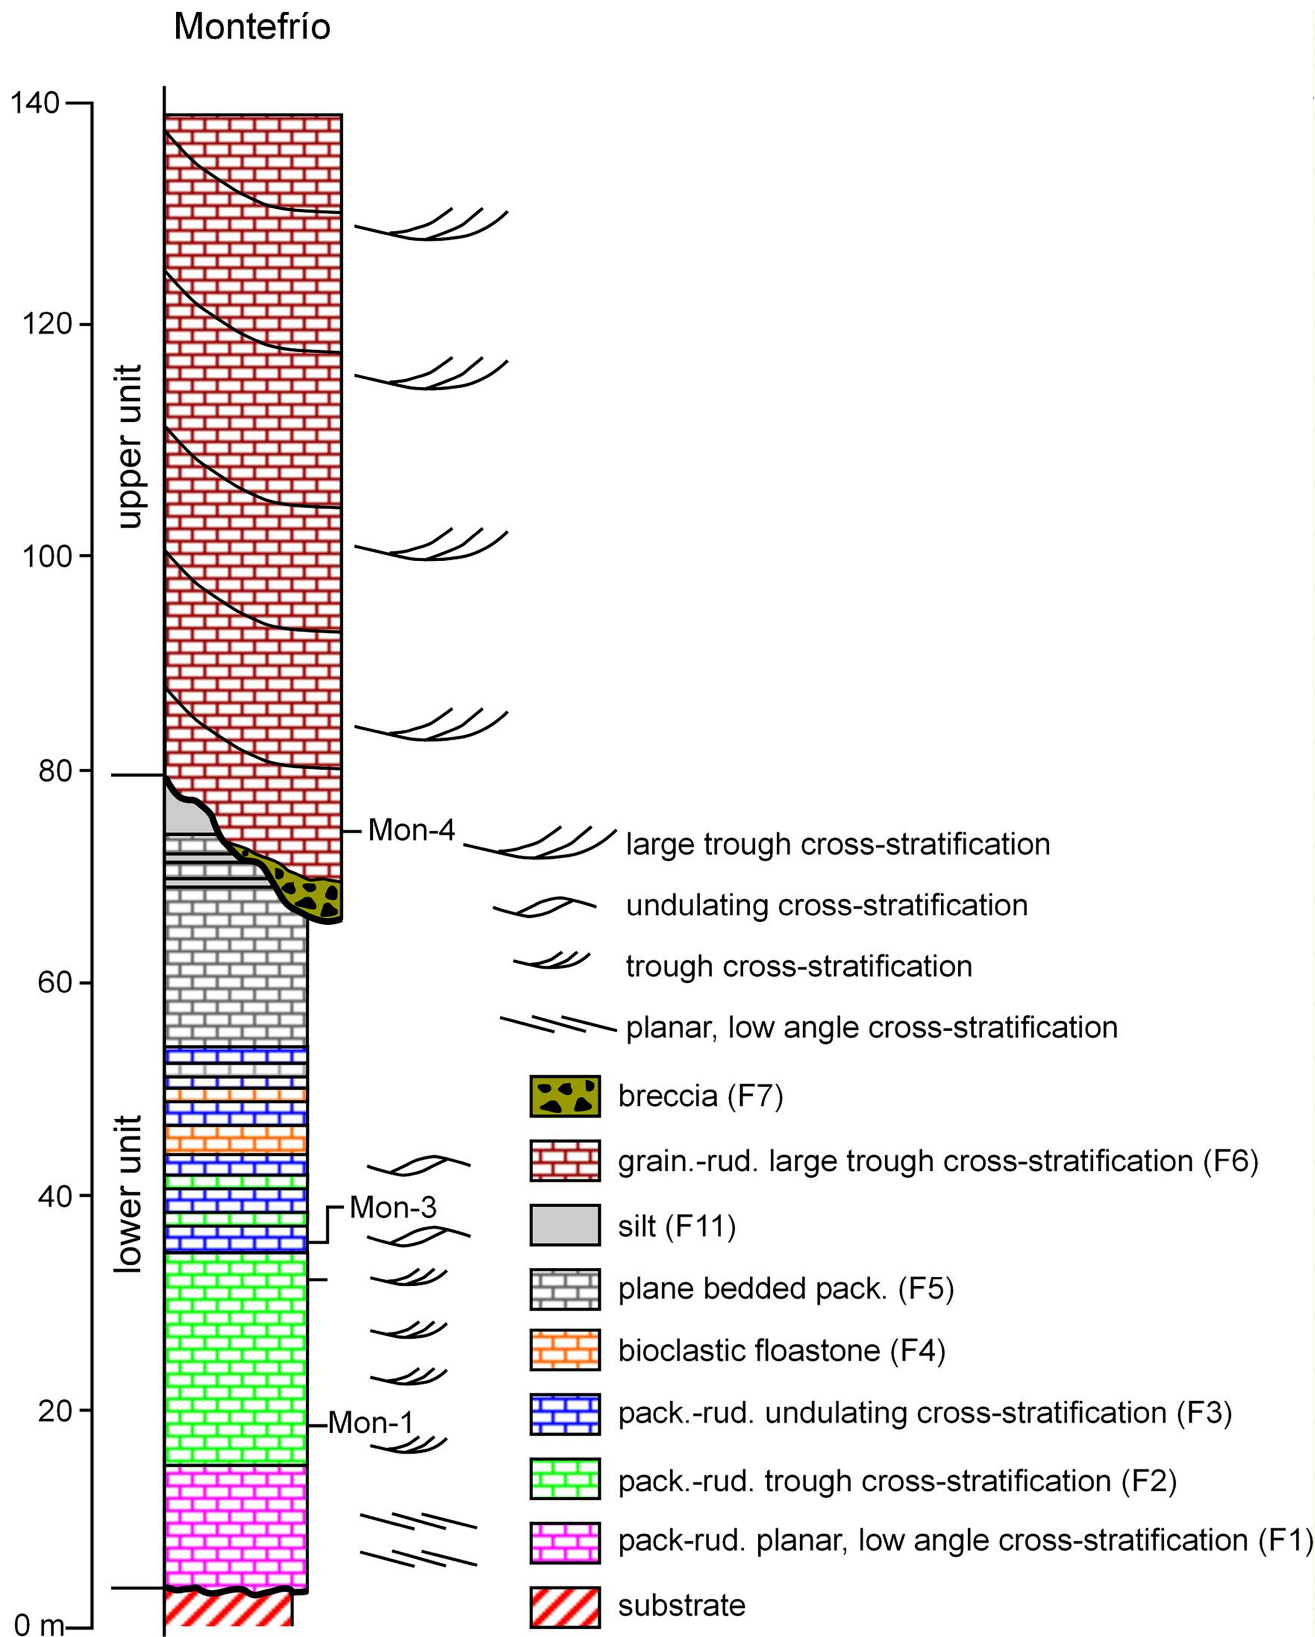 Montefrío
140
120
100
80
60
40
20
0 m
upper unit
lower unit
Mon-4
Mon-3
Mon-1
large trough cross-stratification
undulating cross-stratification
trough cross-stratification
planar, low angle cross-stratification
breccia (F7)
grain.-rud. large trough cross-stratification (F6)
silt (F11)
plane bedded pack. (F5)
bioclastic floastone (F4)
pack.-rud. undulating cross-stratification (F3)
pack.-rud. trough cross-stratification (F2)
pack-rud. planar, low angle cross-stratification (F1)
substrate